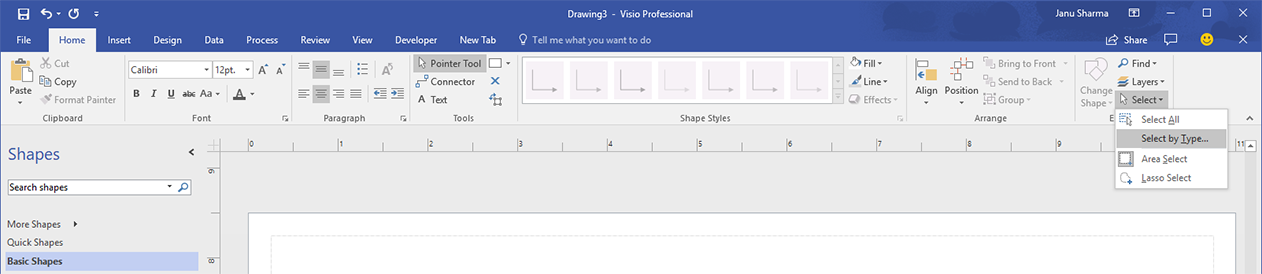 Drawing3 - Visio Professional
Janu Sharma
File Home Insert Design Data Process Review View Developer New Tab Tell me what you want to do Share
Paste
Cut
Copy
Format Painter
Clipboard
Calibri 12pt. A A
B I U abc Aa A
Font
Paragraph
Pointer Tool
Connector
A Text
Tools
Shape Styles
Fill
Line
Effects
Align
Position
Bring to Front
Send to Back
Group
Arrange
Change
Shape
Find
Layers
Select
E
Select All
Select by Type...
Area Select
Lasso Select
Shapes
Search shapes
More Shapes
Quick Shapes
Basic Shapes
0 1 2 3 4 5 6 7 8 9 11
9
8